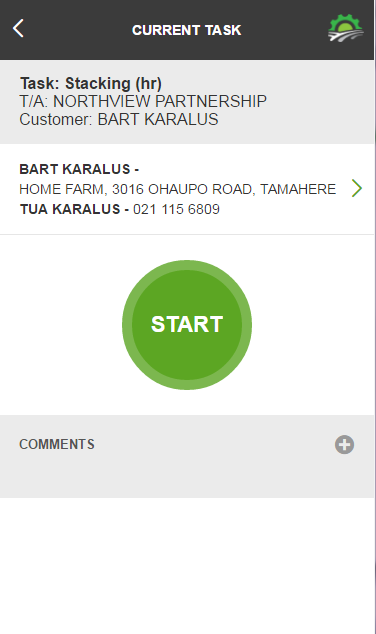 CURRENT TASK
Task: Stacking (hr)
T/A: NORTHVIEW PARTNERSHIP
Customer: BART KARALUS
BART KARALUS -
HOME FARM, 3016 OHAUPO ROAD, TAMAHERE
TUA KARALUS - 021 115 6809
START
COMMENTS